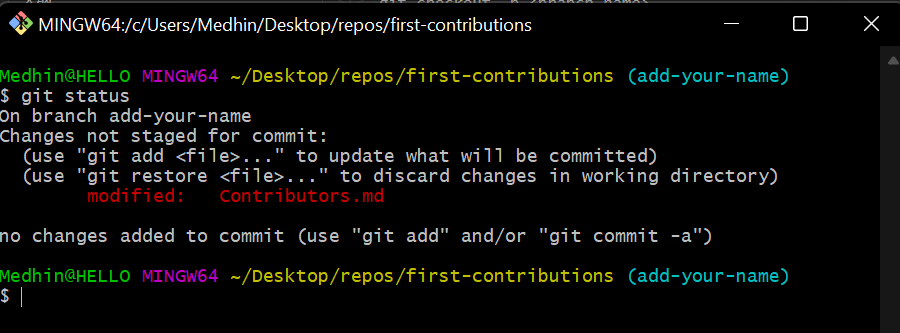 MINGW64:/c/Users/Medhin/Desktop/repos/first-contributions
Medhin@HELLO MINGW64 ~/Desktop/repos/first-contributions (add-your-name)
$ git status
On branch add-your-name
Changes not staged for commit:
  (use "git add <file>..." to update what will be committed)
  (use "git restore <file>..." to discard changes in working directory)
        modified:   Contributors.md
no changes added to commit (use "git add" and/or "git commit -a")
Medhin@HELLO MINGW64 ~/Desktop/repos/first-contributions (add-your-name)
$